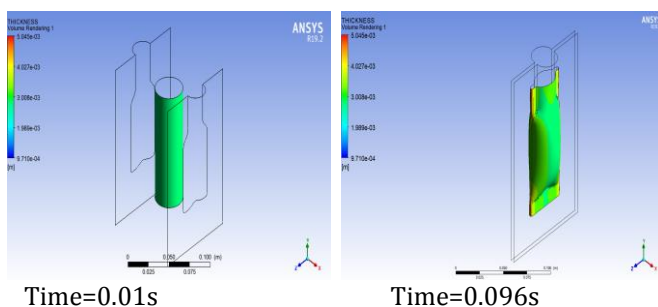 THICKNESS
Volume Rendering 1
5.045e-03
4.027e-03
3.008e-03
1.989e-03
9.710e-04
[m]
ANSYS
R19.2
0 0.050 0.100 (m)
0.025 0.075
Time=0.01s
THICKNESS
Volume Rendering 1
5.045e-03
4.027e-03
3.008e-03
1.989e-03
9.710e-04
[m]
ANSYS
Time=0.096s